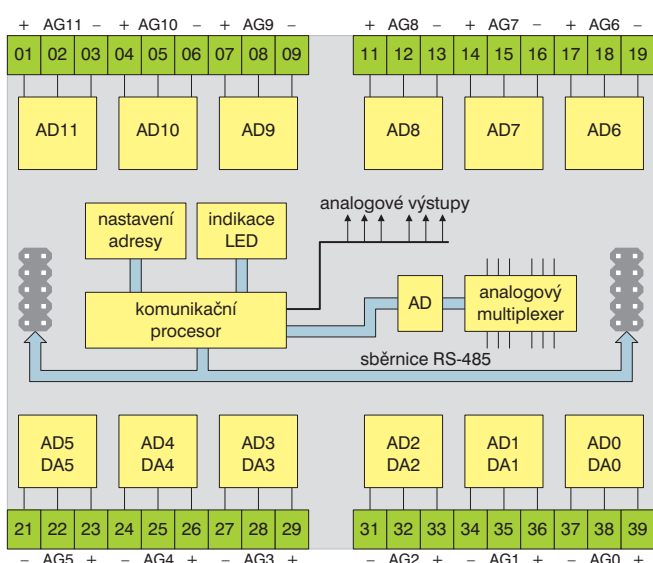 + AG11 − + AG10 − + AG9 − + AG8 − + AG7 − + AG6 −
01 02 03 04 05 06 07 08 09 11 12 13 14 15 16 17 18 19
AD11 AD10 AD9 AD8 AD7 AD6
analogové výstupy
nastavení
adresy
indikace
LED
komunikační
procesor
AD
analogový
multiplexer
sběrnice RS-485
AD5 AD4 AD3 AD2 AD1 AD0
DA5 DA4 DA3 DA2 DA1 DA0
21 22 23 24 25 26 27 28 29 31 32 33 34 35 36 37 38 39
− AG5 + − AG4 + − AG3 + − AG2 + − AG1 + − AG0 +